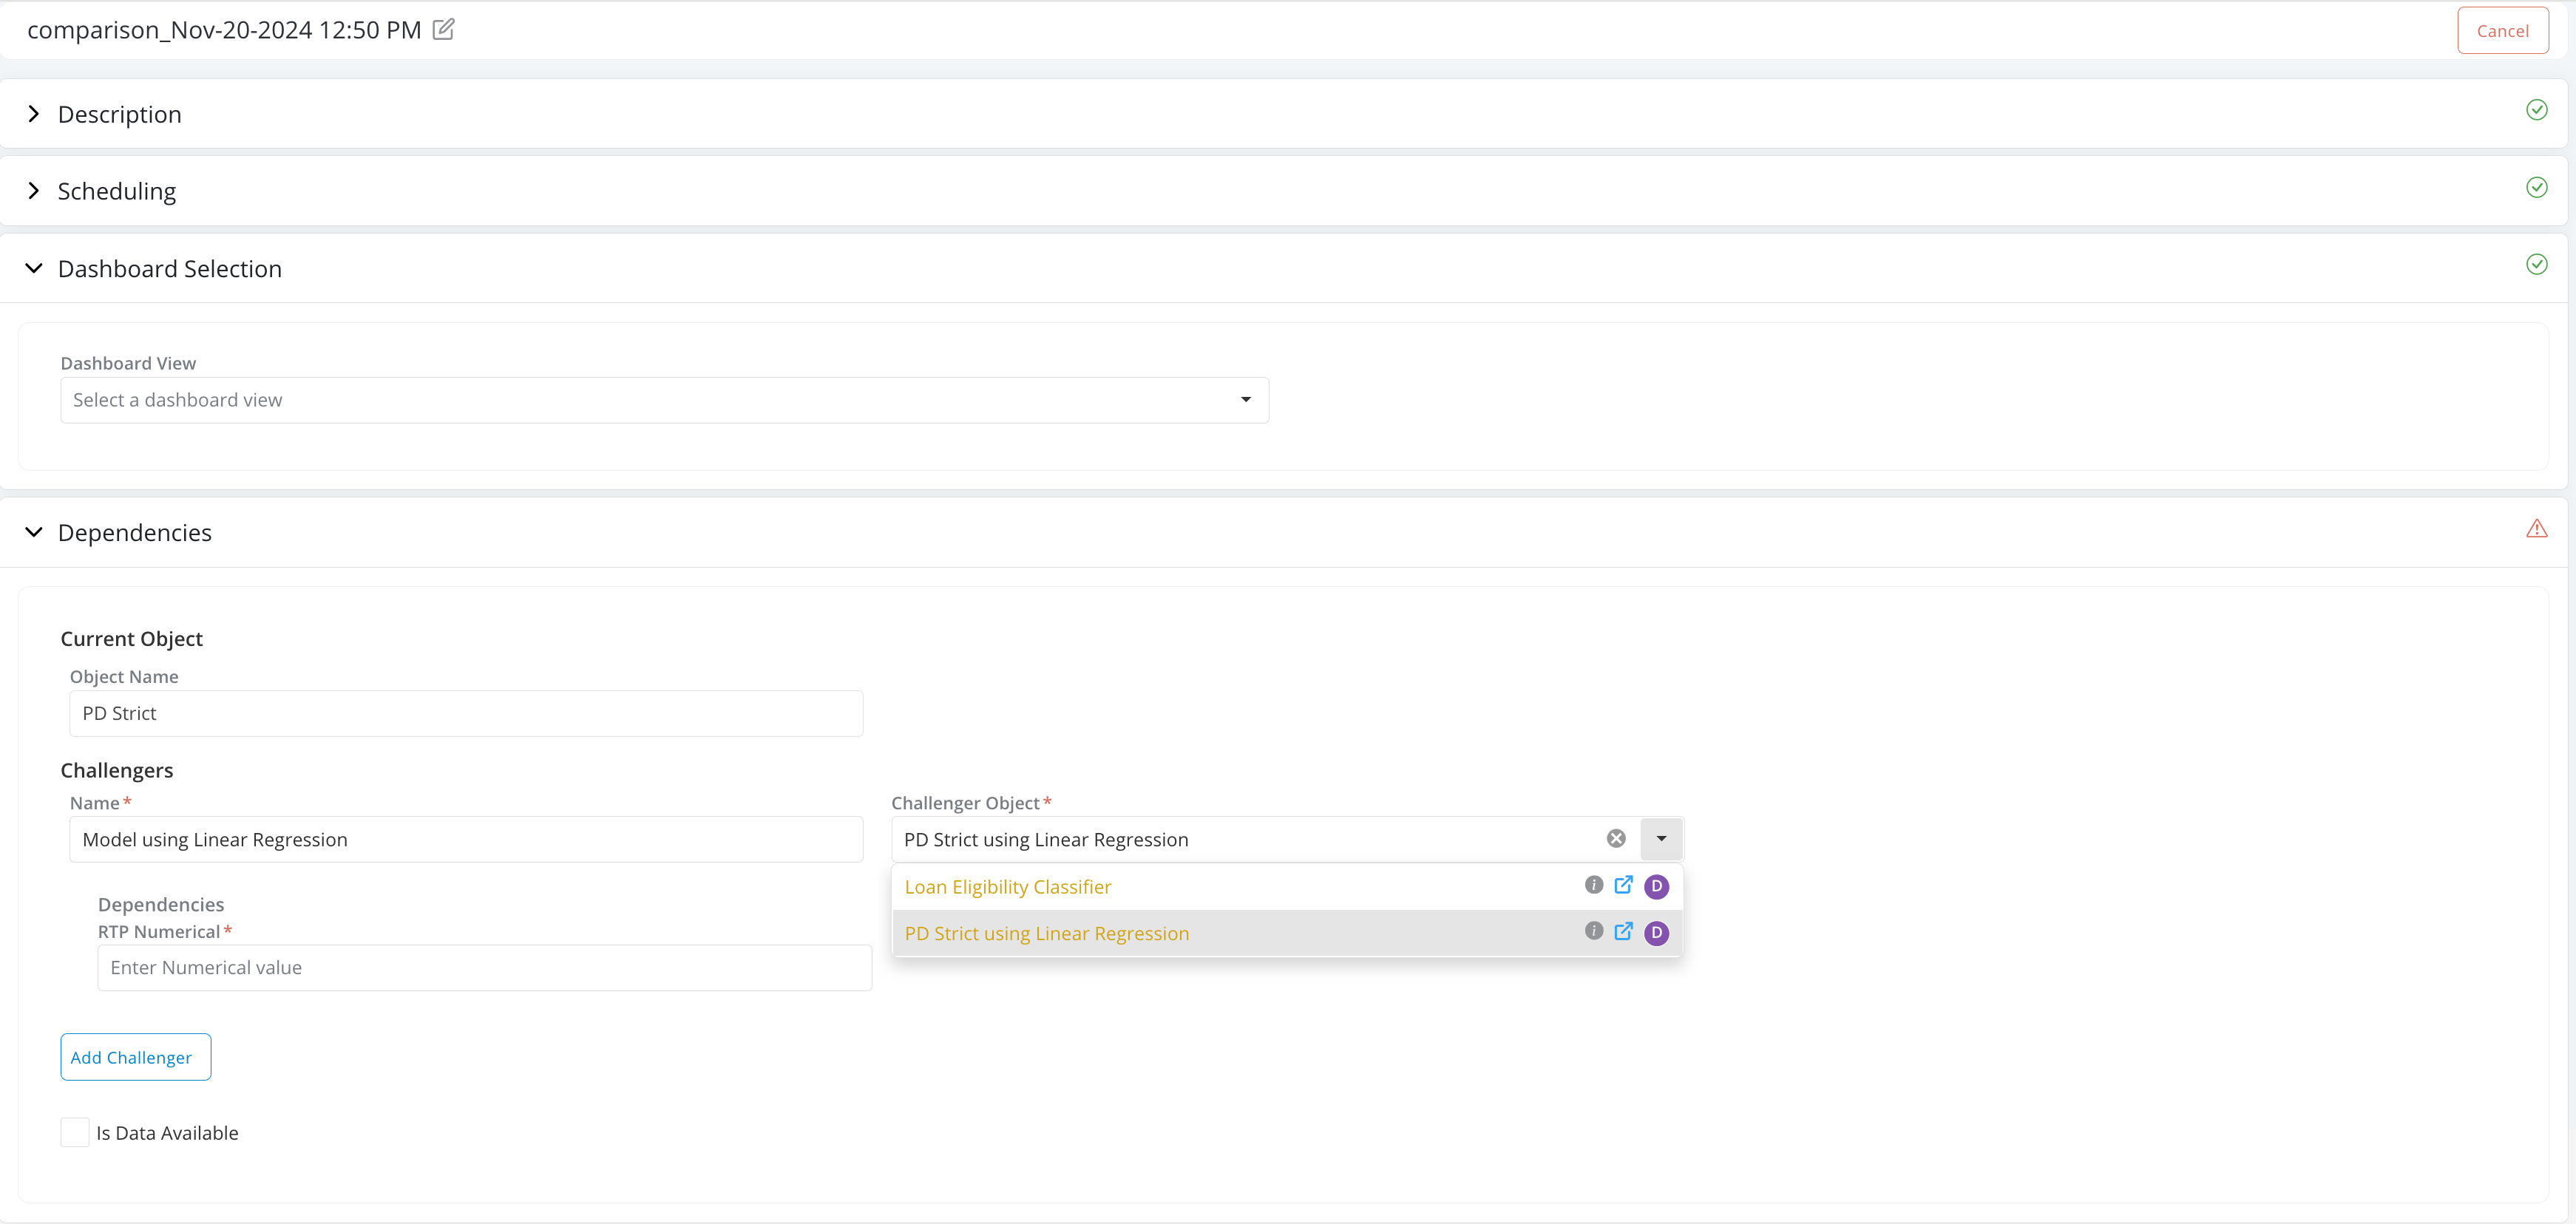 comparison_Nov-20-2024 12:50 PM
Cancel
Description
Scheduling
Dashboard Selection
Dashboard View
Select a dashboard view
Dependencies
Current Object
Object Name
PD Strict
Challengers
Name*
Challenger Object*
Model using Linear Regression
PD Strict using Linear Regression
Loan Eligibility Classifier
D
PD Strict using Linear Regression
D
Dependencies
RTP Numerical*
Enter Numerical value
Add Challenger
Is Data Available